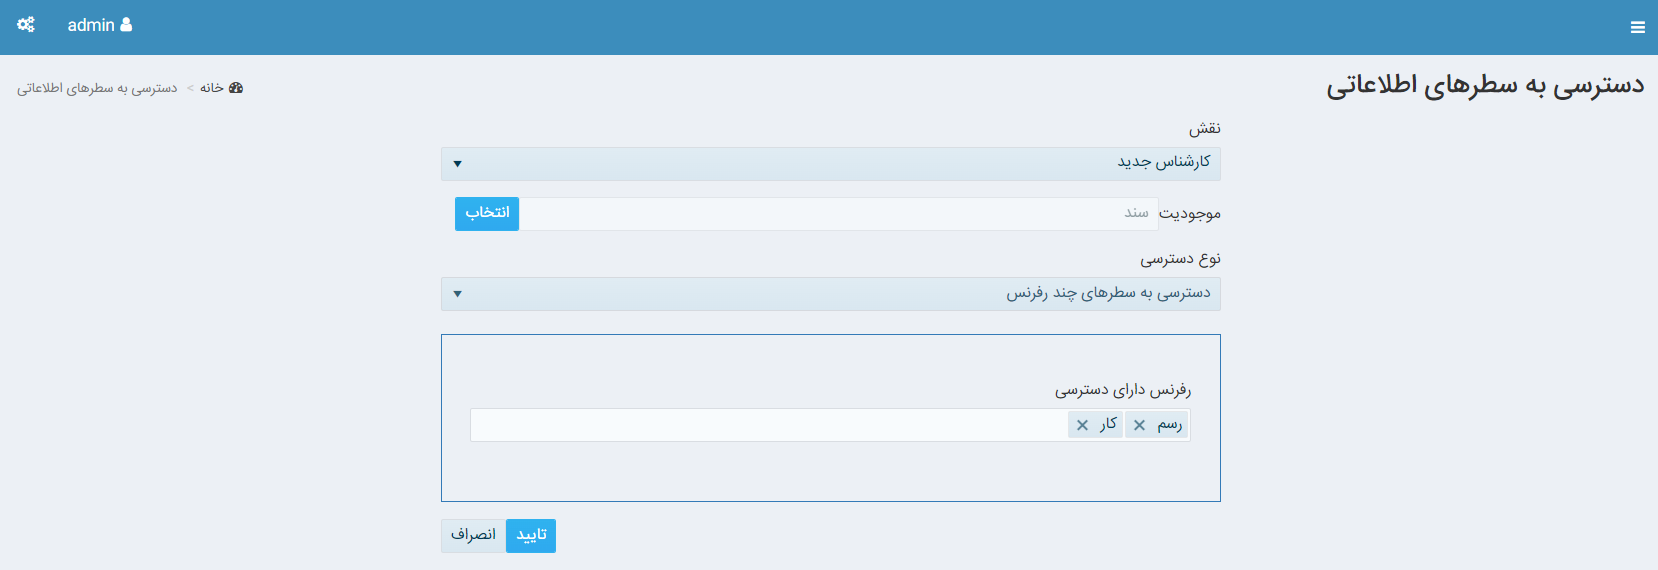 admin
دسترسی به سطرهای اطلاعاتی
خانه > دسترسی به سطرهای اطلاعاتی
نقش
کارشناس جدید
موجودیت سند انتخاب
نوع دسترسی
دسترسی به سطرهای چند رفرنس
رفرنس دارای دسترسی
رسم × کار ×
تایید انصراف